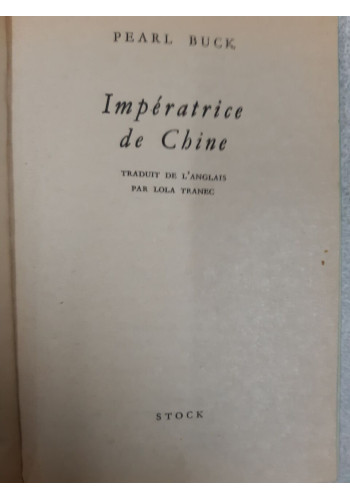 PEARL BUCK
Impératrice
de Chine
TRADUIT DE L'ANGLAIS
PAR LOLA TRANEC
STOCK